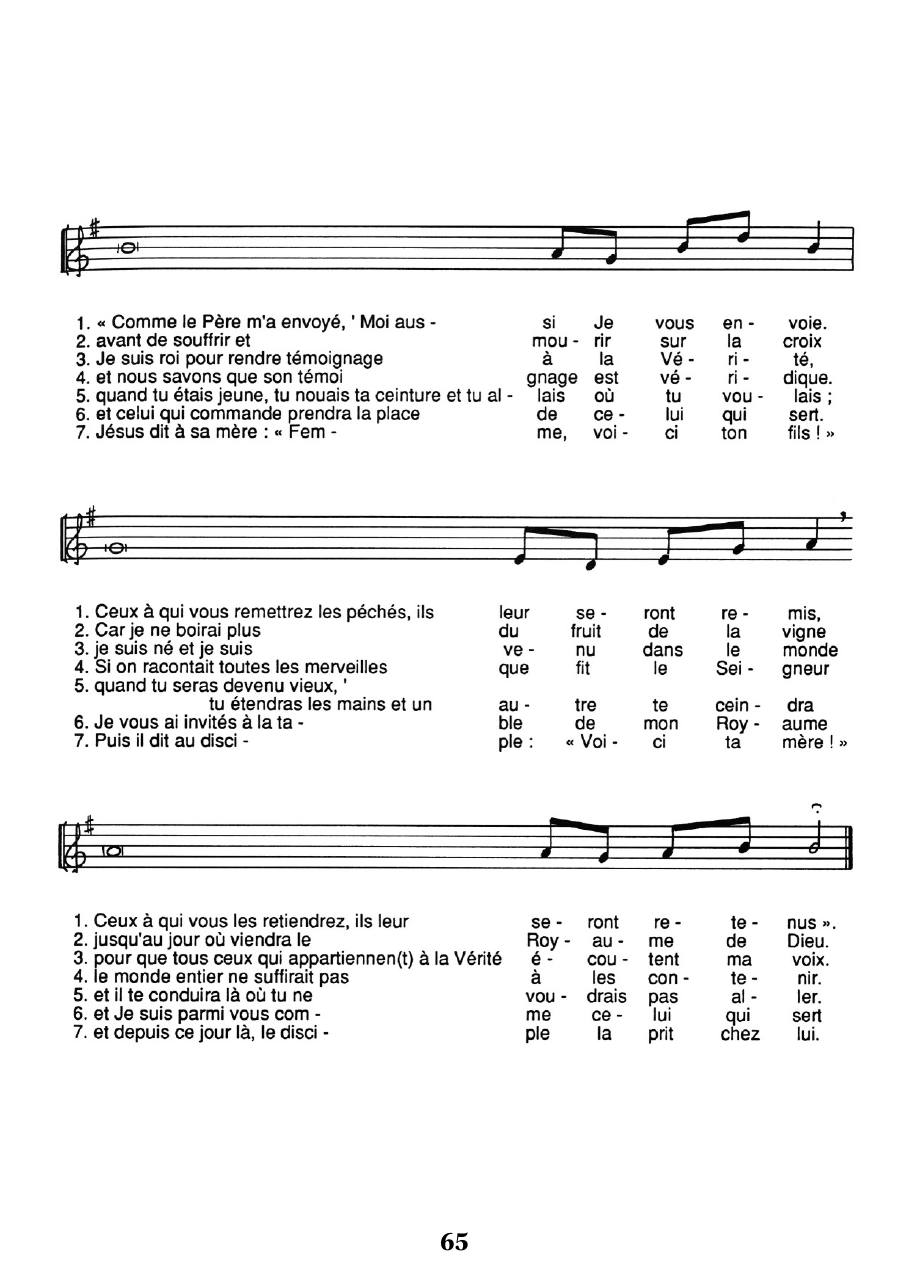 1. « Comme le Père m'a envoyé, ' Moi aus - si Je vous en - voie.
2. avant de souffrir et mou - rir sur la croix
3. Je suis roi pour rendre témoignage à la Vé - ri - té,
4. et nous savons que son témoi gnage est vé - ri - dique.
5. quand tu étais jeune, tu nouais ta ceinture et tu al - lais où tu vou - lais ;
6. et celui qui commande prendra la place de ce - lui qui sert.
7. Jésus dit à sa mère : « Fem - me, voi - ci ton fils ! »
1. Ceux à qui vous remettrez les péchés, ils leur se - ront re - mis,
2. Car je ne boirai plus du fruit de la vigne
3. je suis né et je suis ve - nu dans le monde
4. Si on racontait toutes les merveilles que fit le Sei - gneur
5. quand tu seras devenu vieux, '
tu étendras les mains et un au - tre te cein - dra
6. Je vous ai invités à la ta - ble de mon Roy - aume
7. Puis il dit au disci - ple : « Voi - ci ta mère ! »
1. Ceux à qui vous les retiendrez, ils leur se - ront re - te - nus ».
2. jusqu'au jour où viendra le Roy - au - me de Dieu.
3. pour que tous ceux qui appartiennen(t) à la Vérité é - cou - tent ma voix.
4. le monde entier ne suffirait pas à les con - te - nir.
5. et il te conduira là où tu ne vou - drais pas al - ler.
6. et Je suis parmi vous com - me ce - lui qui sert
7. et depuis ce jour là, le disci - ple la prit chez lui.
65